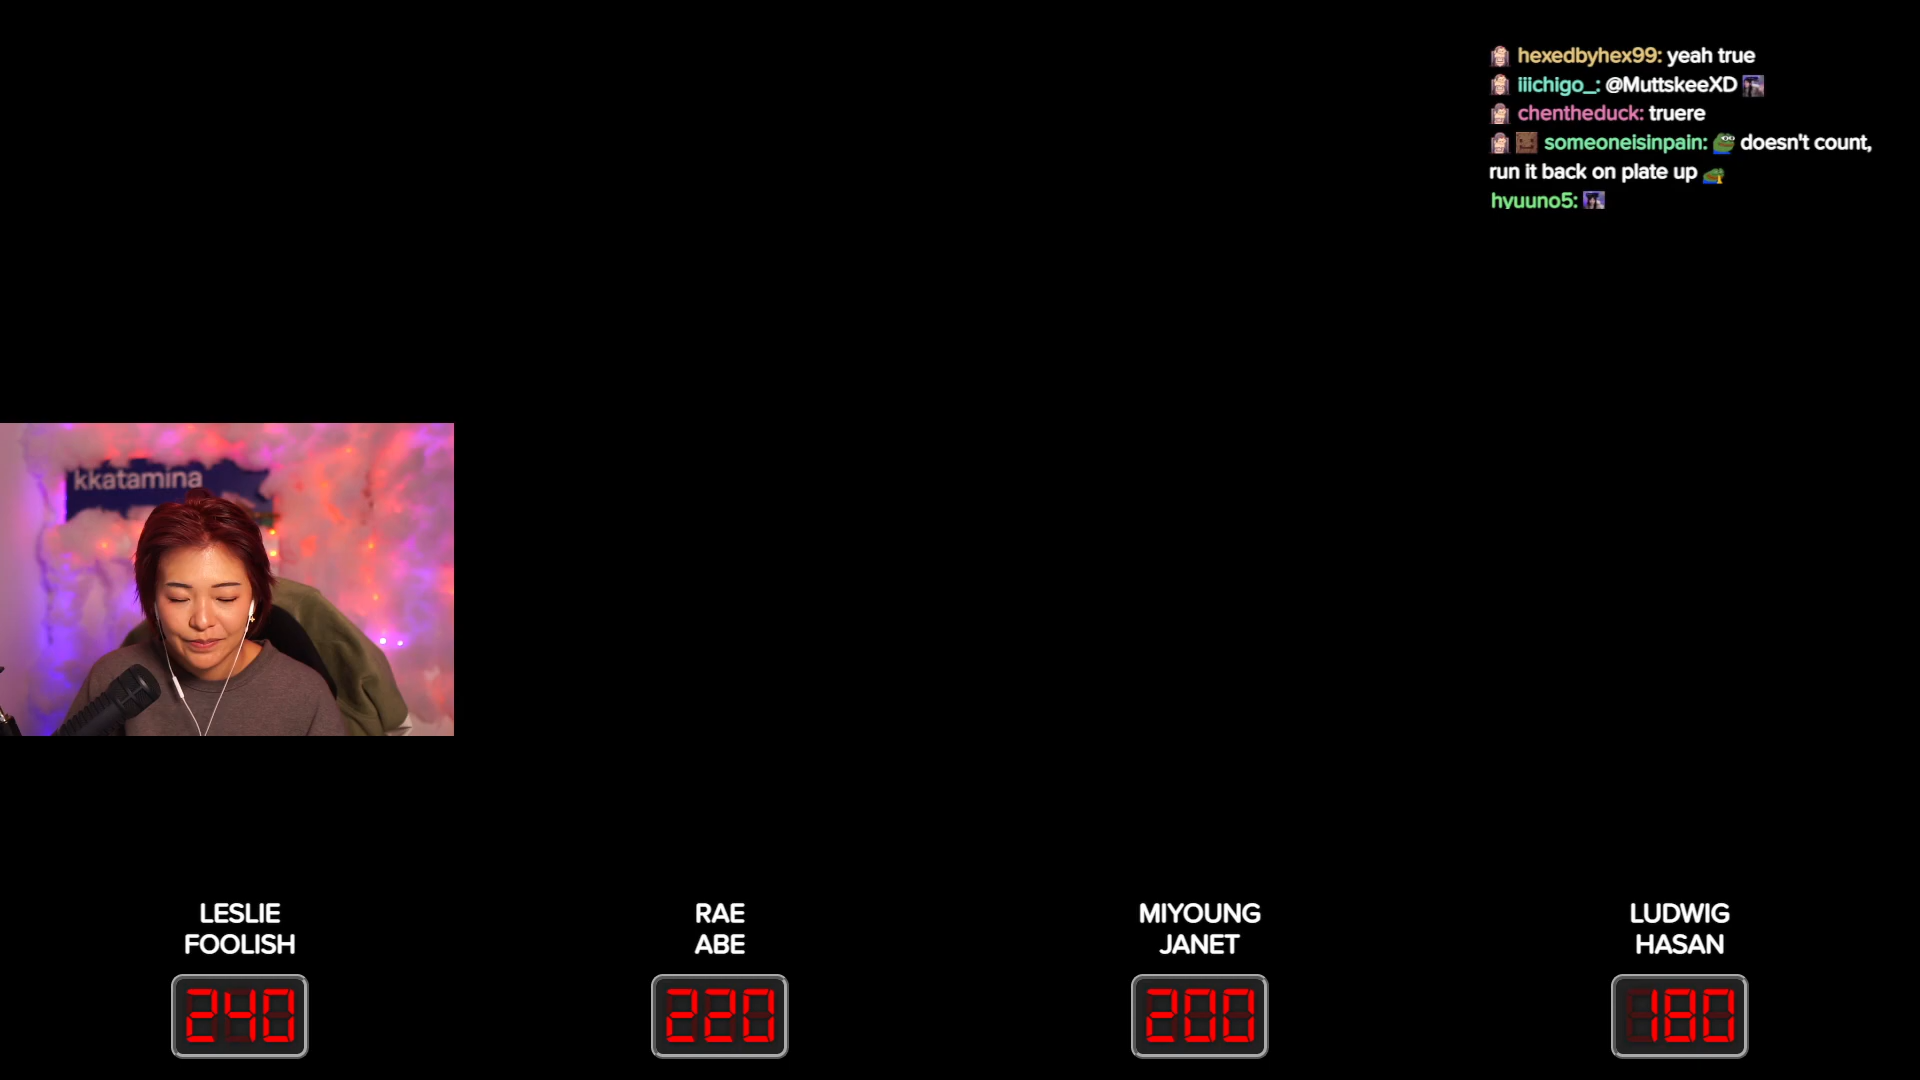 hexedbyhex99: yeah true
iiichigo_: @MuttskeeXD
chentheduck: truere
someoneisinpain: doesn't count,
run it back on plate up
hyuuno5:
kkatamina
LESLIE
FOOLISH
240
RAE
ABE
220
MIYOUNG
JANET
200
LUDWIG
HASAN
180